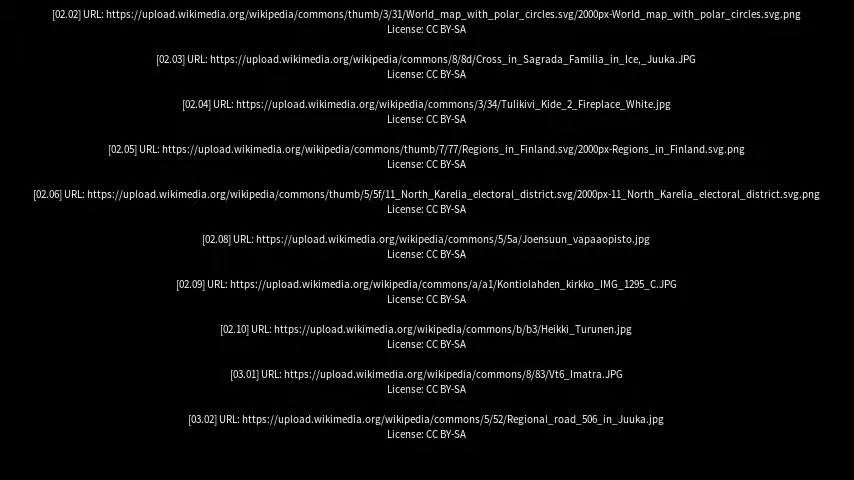 [02.02] URL: https://upload.wikimedia.org/wikipedia/commons/thumb/3/31/World_map_with_polar_circles.svg/2000px-World_map_with_polar_circles.svg.png
License: CC BY-SA
[02.03] URL: https://upload.wikimedia.org/wikipedia/commons/8/8d/Cross_in_Sagrada_Familia_in_Ice,_Juuka.JPG
License: CC BY-SA
[02.04] URL: https://upload.wikimedia.org/wikipedia/commons/3/34/Tulikivi_Kide_2_Fireplace_White.jpg
License: CC BY-SA
[02.05] URL: https://upload.wikimedia.org/wikipedia/commons/thumb/7/77/Regions_in_Finland.svg/2000px-Regions_in_Finland.svg.png
License: CC BY-SA
[02.06] URL: https://upload.wikimedia.org/wikipedia/commons/thumb/5/5f/11_North_Karelia_electoral_district.svg/2000px-11_North_Karelia_electoral_district.svg.png
License: CC BY-SA
[02.08] URL: https://upload.wikimedia.org/wikipedia/commons/5/5a/Joensuun_vapaaopisto.jpg
License: CC BY-SA
[02.09] URL: https://upload.wikimedia.org/wikipedia/commons/a/a1/Kontiolahden_kirkko_IMG_1295_C.JPG
License: CC BY-SA
[02.10] URL: https://upload.wikimedia.org/wikipedia/commons/b/b3/Heikki_Turunen.jpg
License: CC BY-SA
[03.01] URL: https://upload.wikimedia.org/wikipedia/commons/8/83/Vt6_Imatra.JPG
License: CC BY-SA
[03.02] URL: https://upload.wikimedia.org/wikipedia/commons/5/52/Regional_road_506_in_Juuka.jpg
License: CC BY-SA